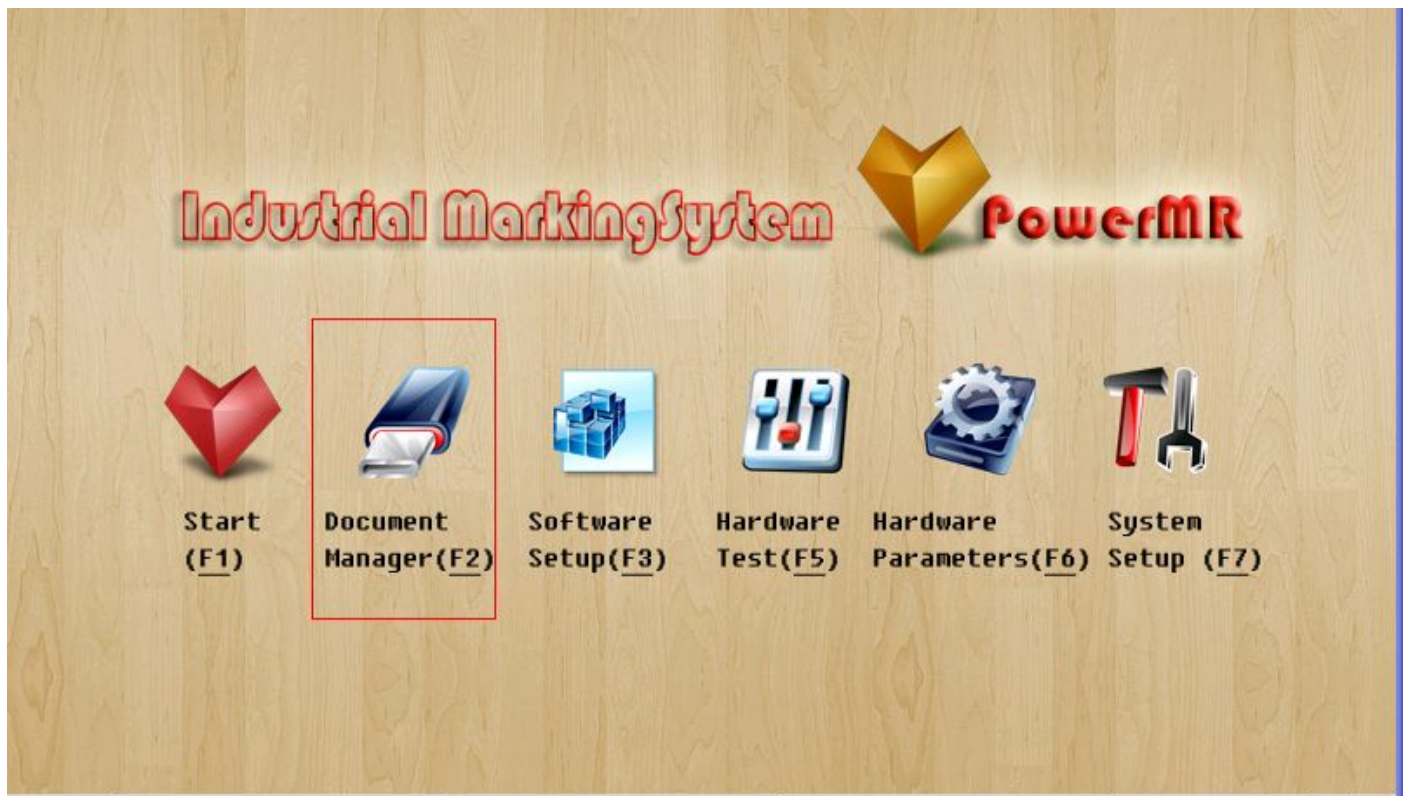 Industrial MarkingSystem
PowerMR
Start
(F1)
Document
Manager(F2)
Software
Setup(F3)
Hardware
Test(F5)
Hardware
Parameters(F6)
System
Setup (F7)